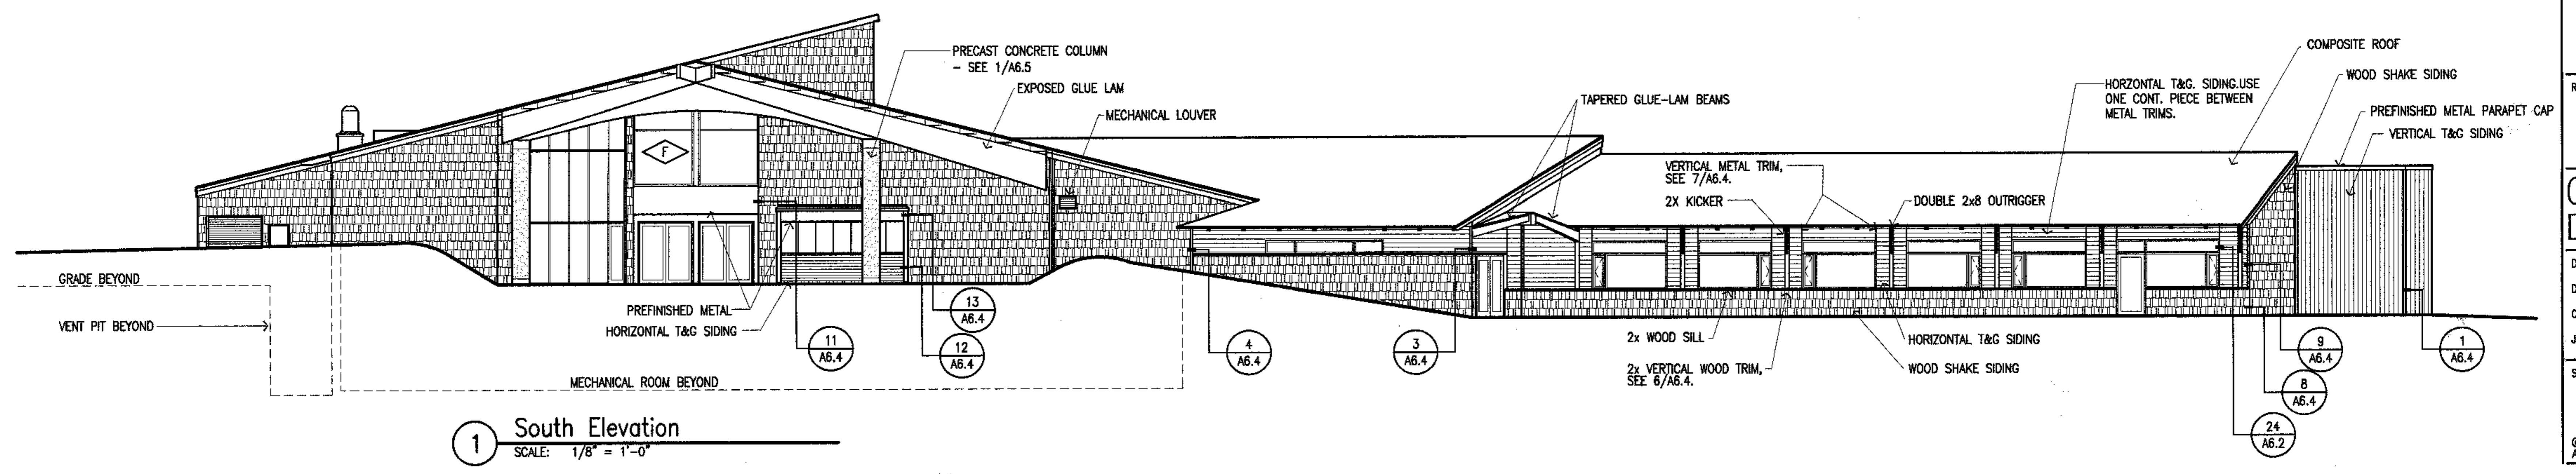 PRECAST CONCRETE COLUMN
- SEE 1/A6.5
EXPOSED GLUE LAM
MECHANICAL LOUVER
TAPERED GLUE-LAM BEAMS
VERTICAL METAL TRIM,
SEE 7/A6.4.
2X KICKER
DOUBLE 2x8 OUTRIGGER
HORZONTAL T&G. SIDING.USE
ONE CONT. PIECE BETWEEN
METAL TRIMS.
COMPOSITE ROOF
WOOD SHAKE SIDING
PREFINISHED METAL PARAPET CAP
VERTICAL T&G SIDING
F
GRADE BEYOND
VENT PIT BEYOND
PREFINISHED METAL
HORIZONTAL T&G SIDING
MECHANICAL ROOM BEYOND
11
A6.4
13
A6.4
12
A6.4
4
A6.4
3
A6.4
2x WOOD SILL
2x VERTICAL WOOD TRIM,
SEE 6/A6.4.
HORIZONTAL T&G SIDING
WOOD SHAKE SIDING
9
A6.4
1
A6.4
8
A6.4
24
A6.2
1
South Elevation
SCALE: 1/8" = 1'-0"